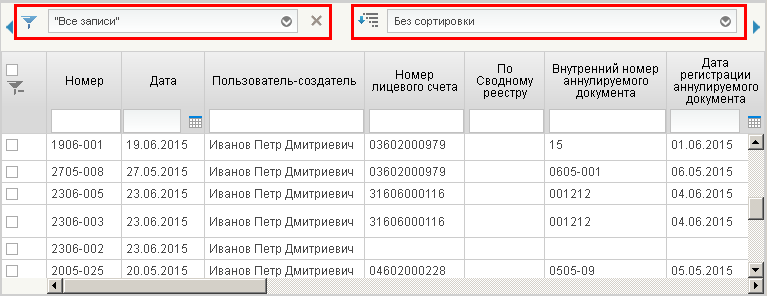 "Все записи" Без сортировки
Номер Дата Пользователь-создатель Номер лицевого счета По Сводному реестру Внутренний номер аннулируемого документа Дата регистрации аннулируемого документа
1906-001 19.06.2015 Иванов Петр Дмитриевич 03602000979 15 01.06.2015
2705-008 27.05.2015 Иванов Петр Дмитриевич 03602000979 0605-001 06.05.2015
2306-005 23.06.2015 Иванов Петр Дмитриевич 31606000116 001212 04.06.2015
2306-003 23.06.2015 Иванов Петр Дмитриевич 31606000116 001212 04.06.2015
2306-002 23.06.2015 Иванов Петр Дмитриевич
2005-025 20.05.2015 Иванов Петр Дмитриевич 04602000228 0505-09 05.05.2015